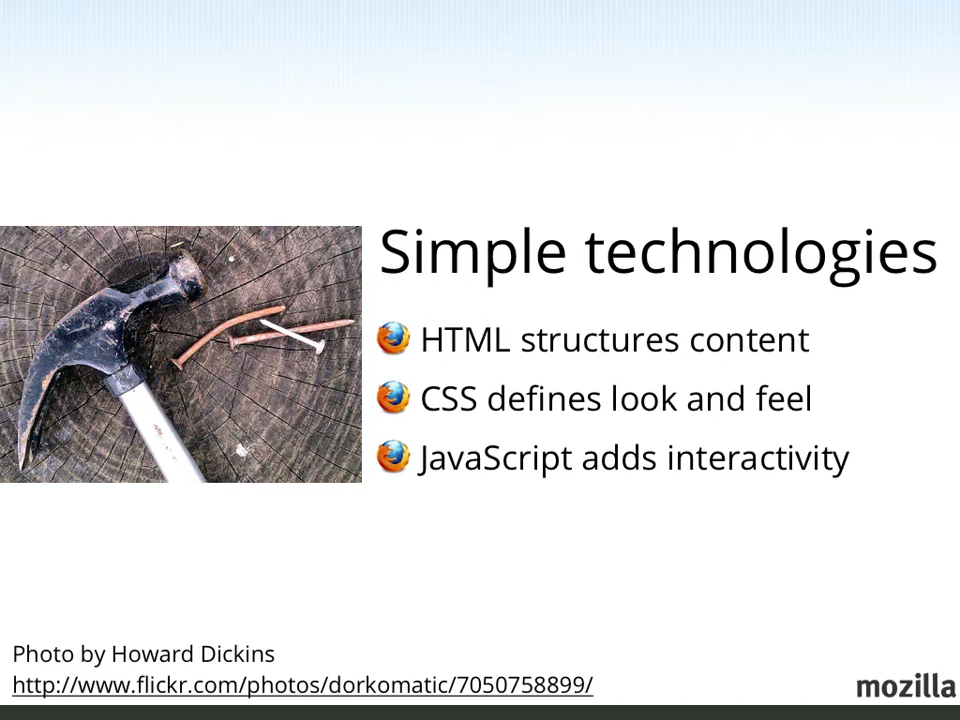 Simple technologies
HTML structures content
CSS defines look and feel
JavaScript adds interactivity
Photo by Howard Dickins
http://www.flickr.com/photos/dorkomatic/7050758899/
mozilla